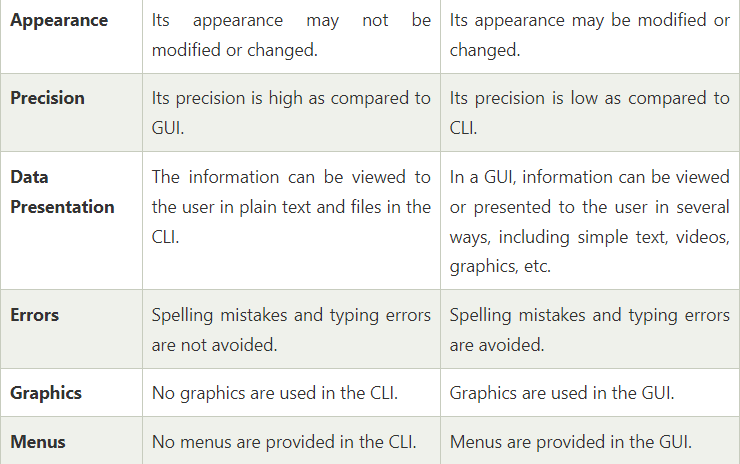 Appearance
Its appearance may not be
modified or changed.
Its appearance may be modified or
changed.
Precision
Its precision is high as compared to
GUI.
Its precision is low as compared to
CLI.
Data
Presentation
The information can be viewed to
the user in plain text and files in the
CLI.
In a GUI, information can be viewed
or presented to the user in several
ways, including simple text, videos,
graphics, etc.
Errors
Spelling mistakes and typing errors
are not avoided.
Spelling mistakes and typing errors
are avoided.
Graphics
No graphics are used in the CLI.
Graphics are used in the GUI.
Menus
No menus are provided in the CLI.
Menus are provided in the GUI.